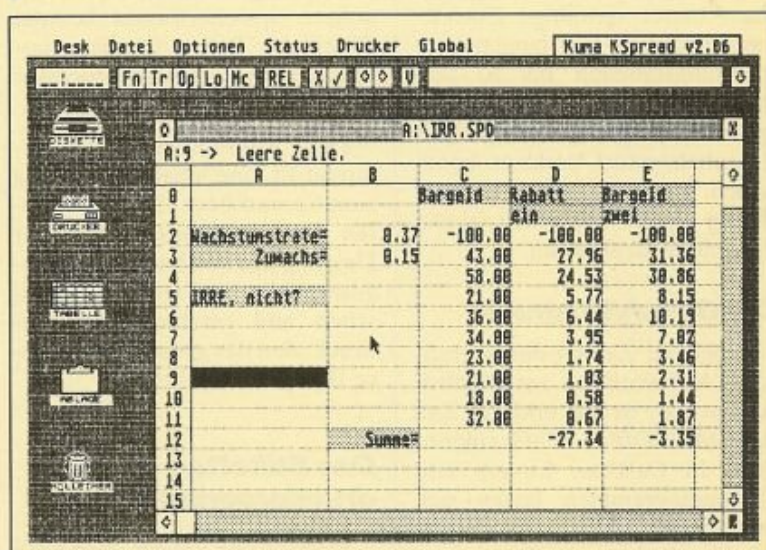 Desk Datei Optionen Status Drucker Global Kuma KSpread v2.06
__:____ Fn Tr Op Lo Mc REL X ✓ V
A:\IRR.SPD
DISKETTE
A:9 -> Leere Zelle.
A B C D E
0 Bargeld Rabatt Bargeld
1 ein zwei
DRUCKER
2 Wachstumstrate= 0.37 -100.00 -100.00 -100.00
3 Zuwachs= 0.15 43.00 27.96 31.36
4 58.00 24.53 30.86
5 IRRE, nicht? 21.00 5.77 8.15
TABELLE
6 36.00 6.44 10.19
7 34.00 3.95 7.02
8 23.00 1.74 3.46
9 21.00 1.03 2.31
ABLAGE
10 18.00 0.58 1.44
11 32.00 0.67 1.87
12 Summe= -27.34 -3.35
13
14
MÜLLEIMER
15